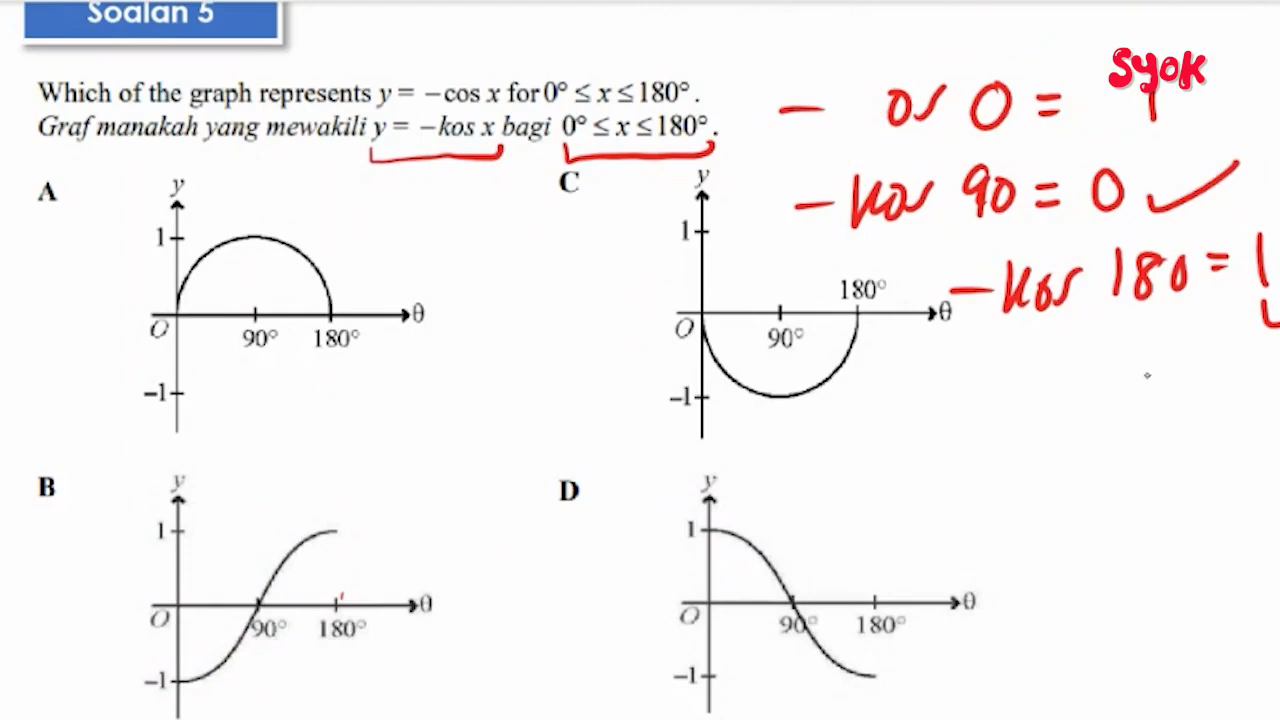 Soalan 5
Syok
Which of the graph represents y = −cos x for 0° ≤ x ≤ 180°.
Graf manakah yang mewakili y = −kos x bagi 0° ≤ x ≤ 180°.
− os 0 =
− kos 90 = 0 ✓
− kos 180 = 1
A
y
1
O
90°
180°
θ
−1
C
y
1
180°
O
90°
θ
−1
B
y
1
O
90°
180°
θ
−1
D
y
1
O
90°
180°
θ
−1